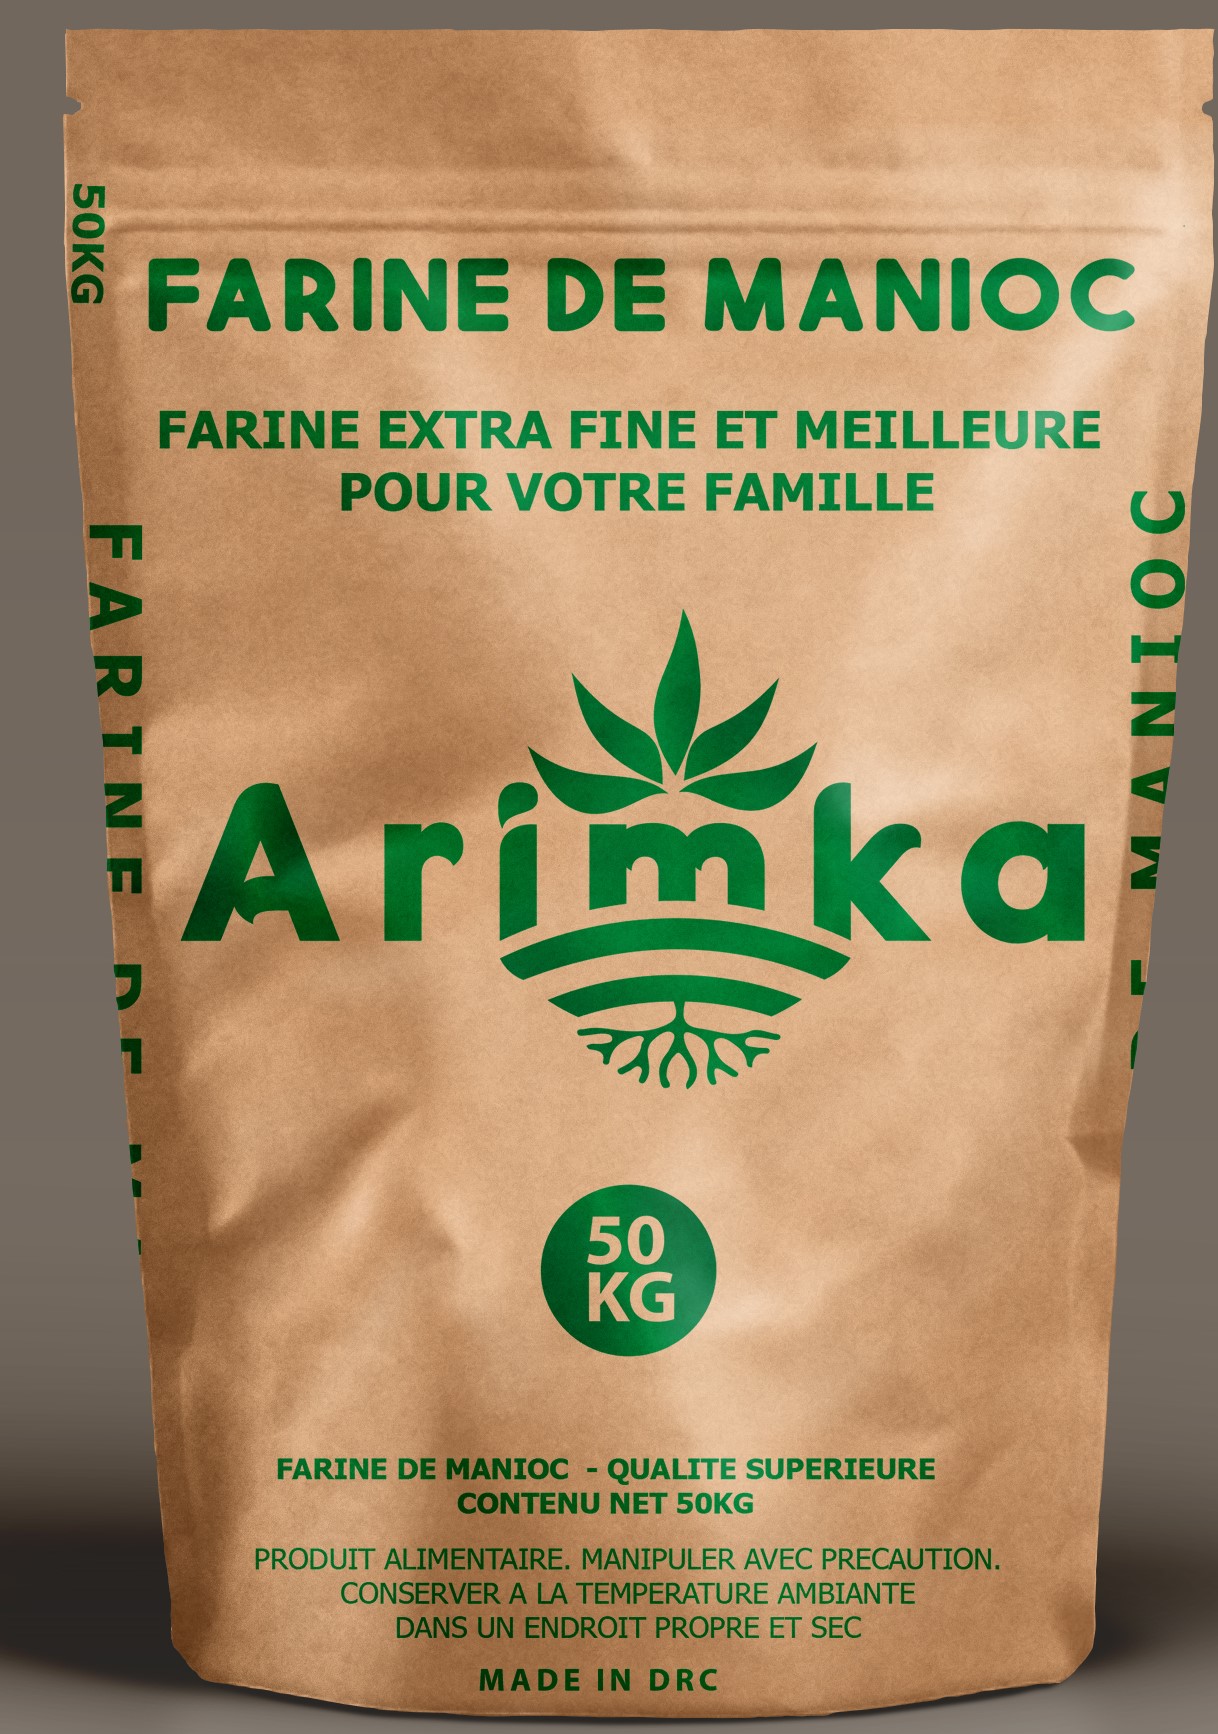 50KG
FARINE DE MANIOC
FARINE EXTRA FINE ET MEILLEURE
POUR VOTRE FAMILLE
FARINE DE
MANIOC
Arimka
50
KG
FARINE DE MANIOC - QUALITE SUPERIEURE
CONTENU NET 50KG
PRODUIT ALIMENTAIRE. MANIPULER AVEC PRECAUTION.
CONSERVER A LA TEMPERATURE AMBIANTE
DANS UN ENDROIT PROPRE ET SEC
MADE IN DRC